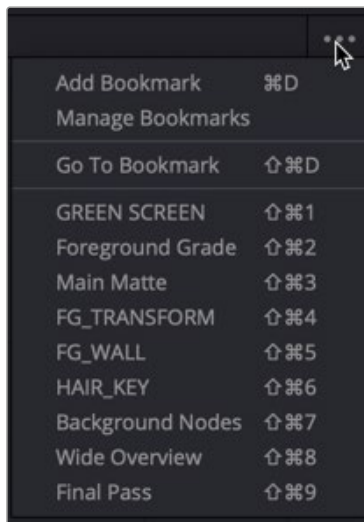 Add Bookmark ⌘D
Manage Bookmarks
Go To Bookmark ⇧⌘D
GREEN SCREEN ⇧⌘1
Foreground Grade ⇧⌘2
Main Matte ⇧⌘3
FG_TRANSFORM ⇧⌘4
FG_WALL ⇧⌘5
HAIR_KEY ⇧⌘6
Background Nodes ⇧⌘7
Wide Overview ⇧⌘8
Final Pass ⇧⌘9